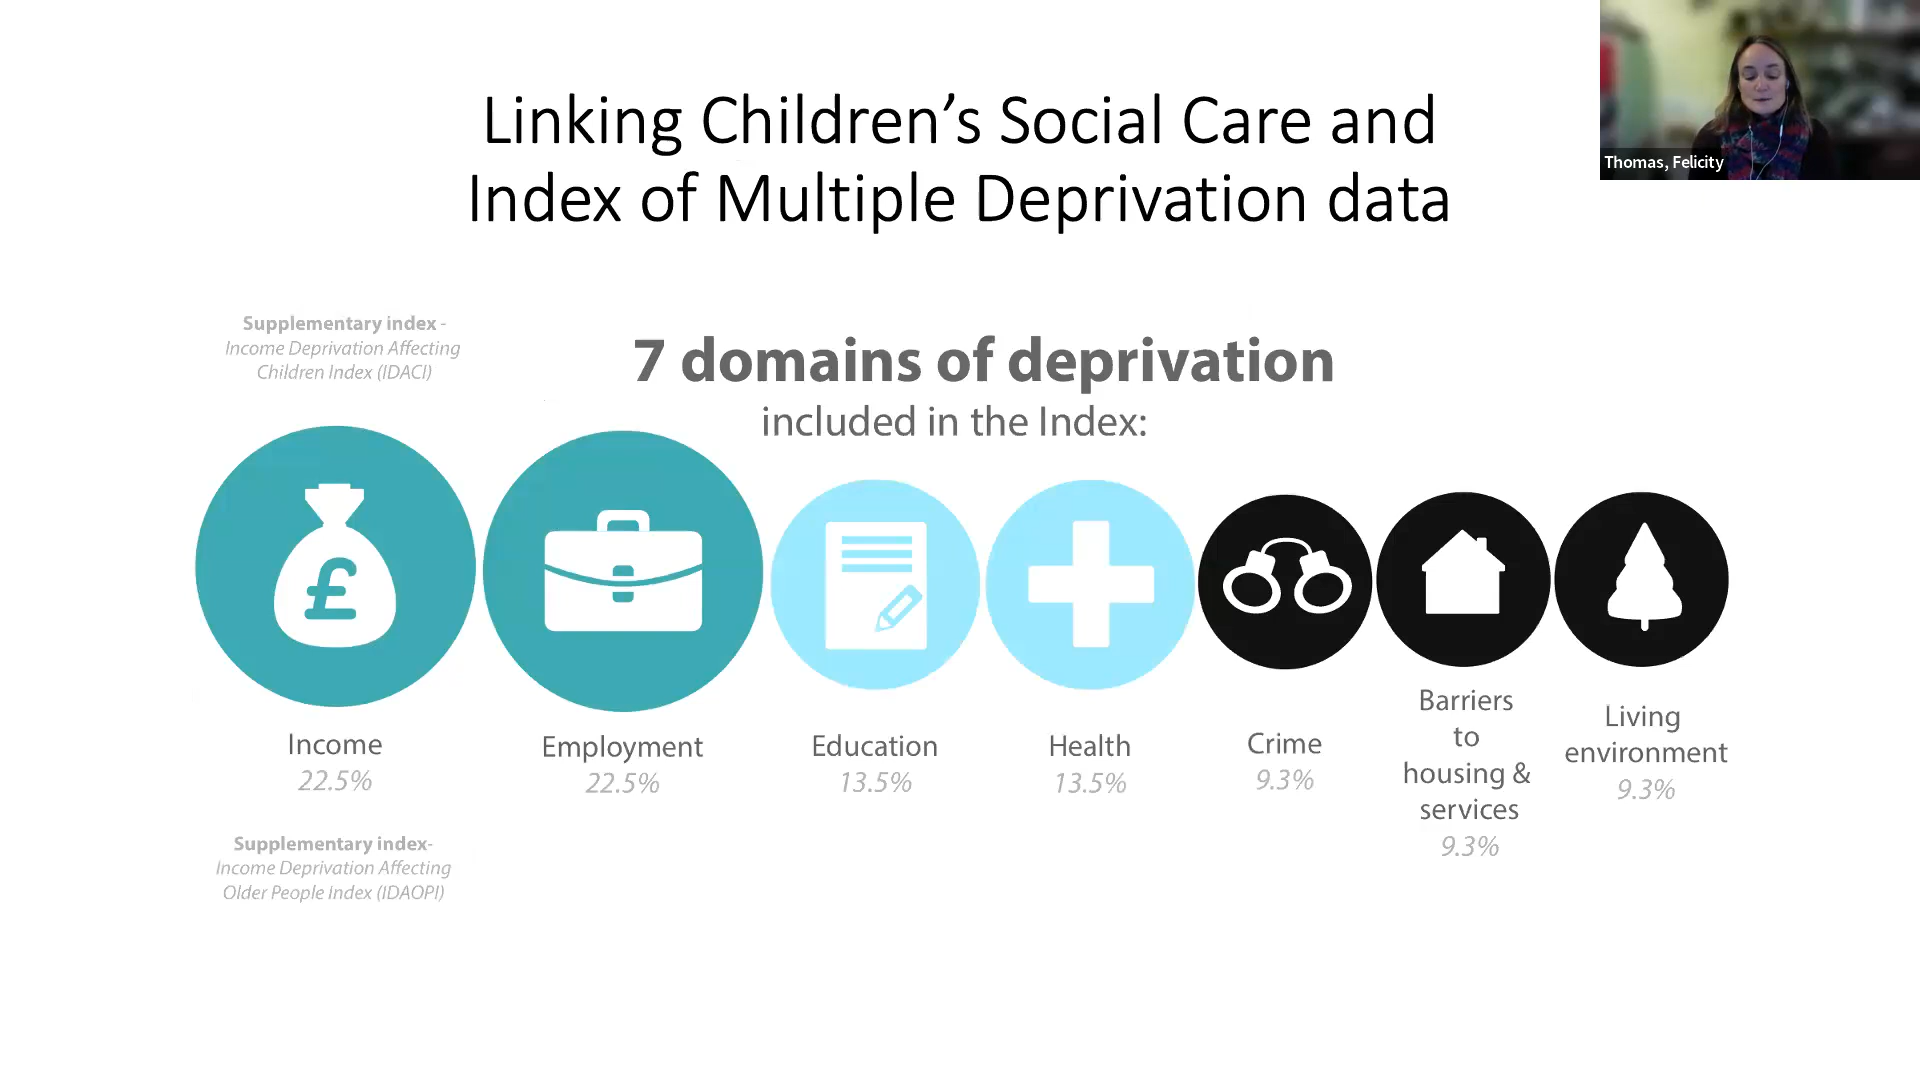 Linking Children’s Social Care and
Index of Multiple Deprivation data
Thomas, Felicity
Supplementary index -
Income Deprivation Affecting
Children Index (IDACI)
7 domains of deprivation
included in the Index:
£
Income
22.5%
Employment
22.5%
Education
13.5%
Health
13.5%
Crime
9.3%
Barriers
to
housing &
services
9.3%
Living
environment
9.3%
Supplementary index-
Income Deprivation Affecting
Older People Index (IDAOPI)